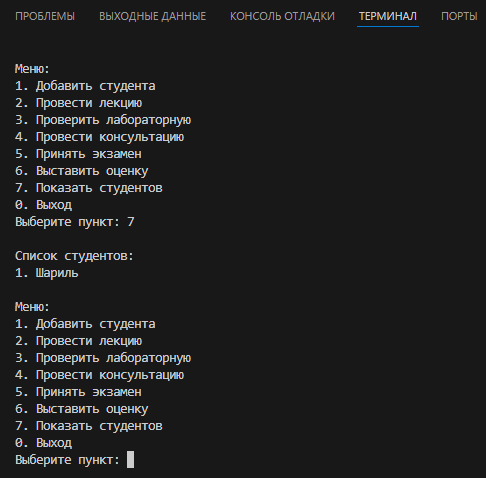 ПРОБЛЕМЫ ВЫХОДНЫЕ ДАННЫЕ КОНСОЛЬ ОТЛАДКИ ТЕРМИНАЛ ПОРТЫ
Меню:
1. Добавить студента
2. Провести лекцию
3. Проверить лабораторную
4. Провести консультацию
5. Принять экзамен
6. Выставить оценку
7. Показать студентов
0. Выход
Выберите пункт: 7
Список студентов:
1. Шариль
Меню:
1. Добавить студента
2. Провести лекцию
3. Проверить лабораторную
4. Провести консультацию
5. Принять экзамен
6. Выставить оценку
7. Показать студентов
0. Выход
Выберите пункт: